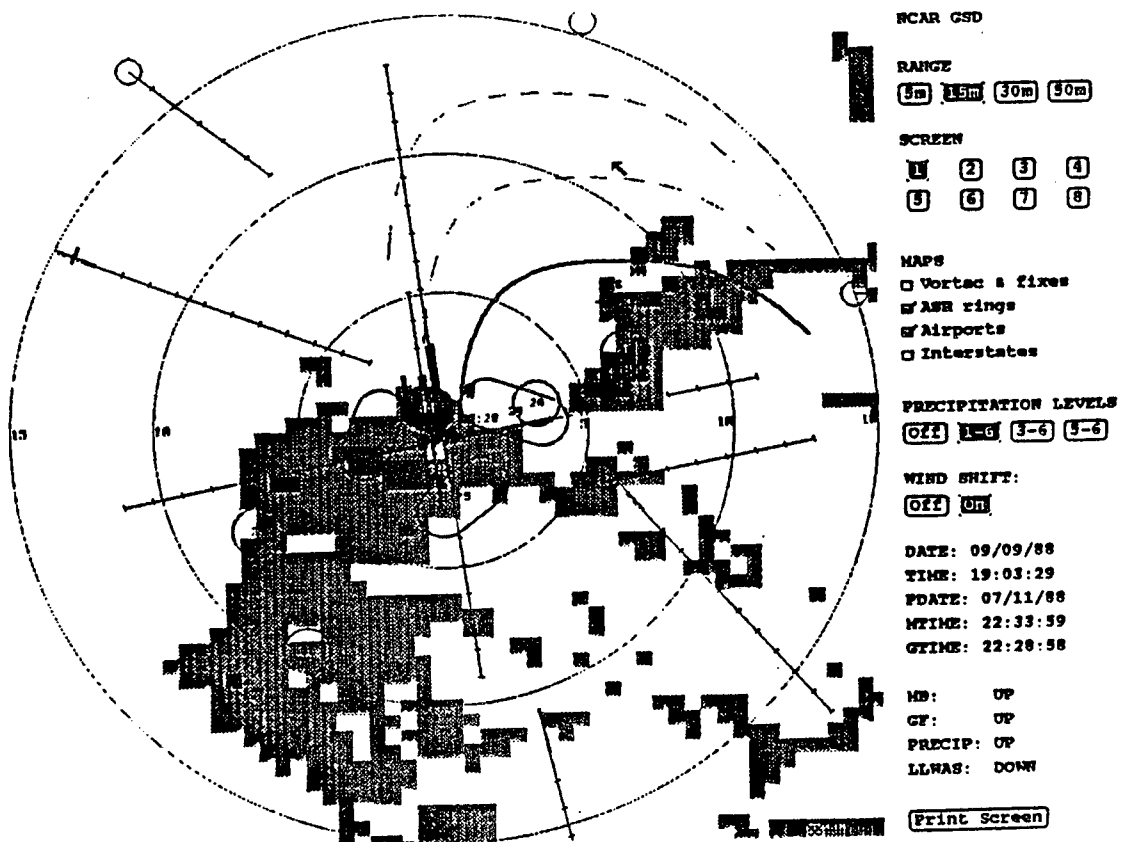 NCAR GSD
RANGE
5m 15m 30m 50m
SCREEN
1 2 3 4
5 6 7 8
MAPS
Vortac & fixes
ASR rings
Airports
Interstates
PRECIPITATION LEVELS
Off 1-6 3-6 5-6
WIND SHIFT:
Off On
DATE: 09/09/88
TIME: 19:03:29
PDATE: 07/11/88
MTIME: 22:33:59
GTIME: 22:28:58
MB: UP
GF: UP
PRECIP: UP
LLWAS: DOWN
Print Screen
15
10
20
5
10